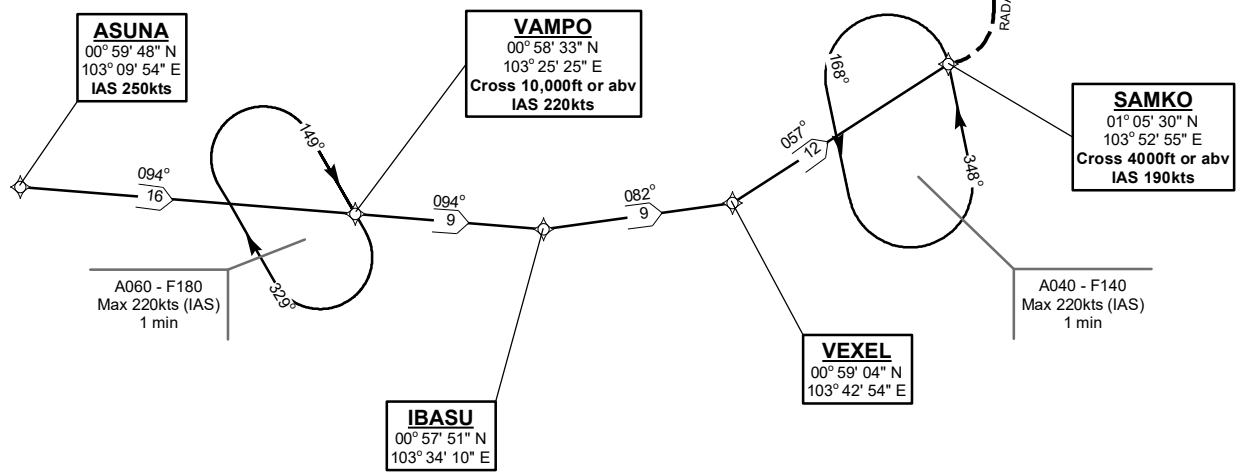 ASUNA
00° 59' 48" N
103° 09' 54" E
IAS 250kts
VAMPO
00° 58' 33" N
103° 25' 25" E
Cross 10,000ft or abv
IAS 220kts
SAMKO
01° 05' 30" N
103° 52' 55" E
Cross 4000ft or abv
IAS 190kts
094°
16
149°
329°
094°
9
082°
9
057°
12
168°
348°
A060 - F180
Max 220kts (IAS)
1 min
A040 - F140
Max 220kts (IAS)
1 min
VEXEL
00° 59' 04" N
103° 42' 54" E
IBASU
00° 57' 51" N
103° 34' 10" E